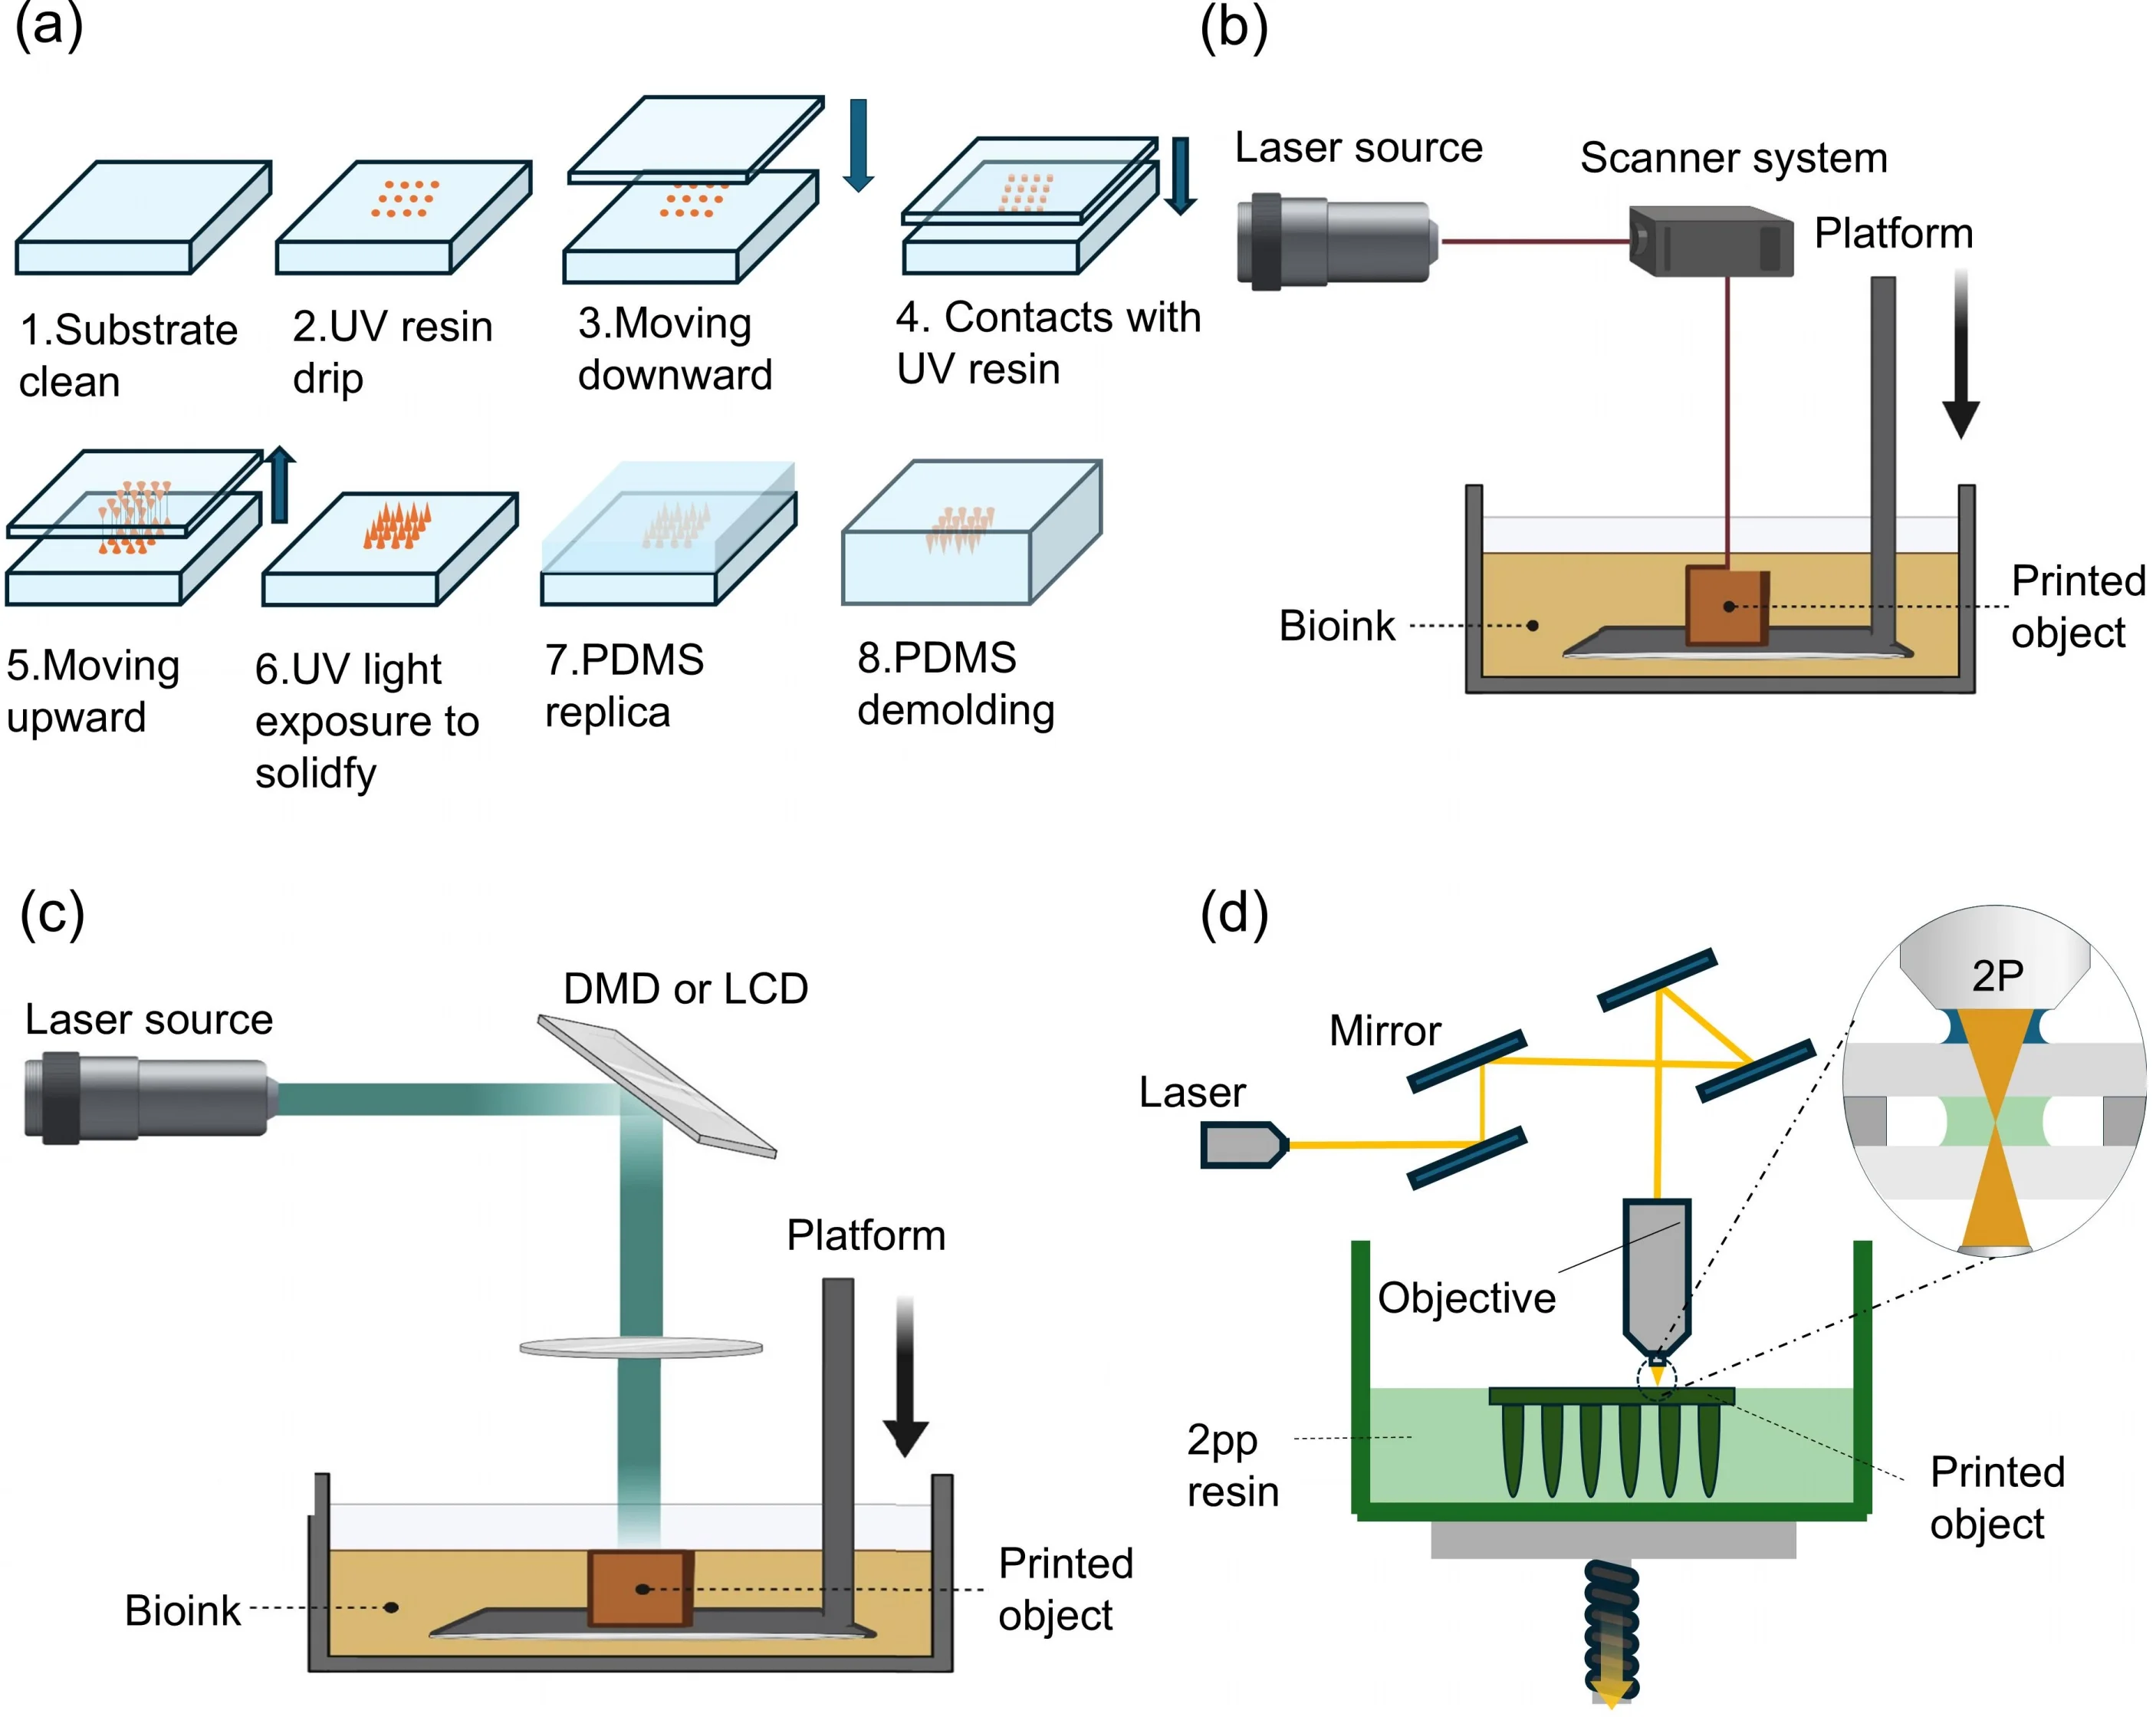 (a)
1.Substrate
clean
2.UV resin
drip
3.Moving
downward
4. Contacts with
UV resin
5.Moving
upward
6.UV light
exposure to
solidfy
7.PDMS
replica
8.PDMS
demolding
(b)
Laser source
Scanner system
Platform
Bioink
Printed
object
(c)
Laser source
DMD or LCD
Platform
Bioink
Printed
object
(d)
Laser
Mirror
2P
Objective
2pp
resin
Printed
object